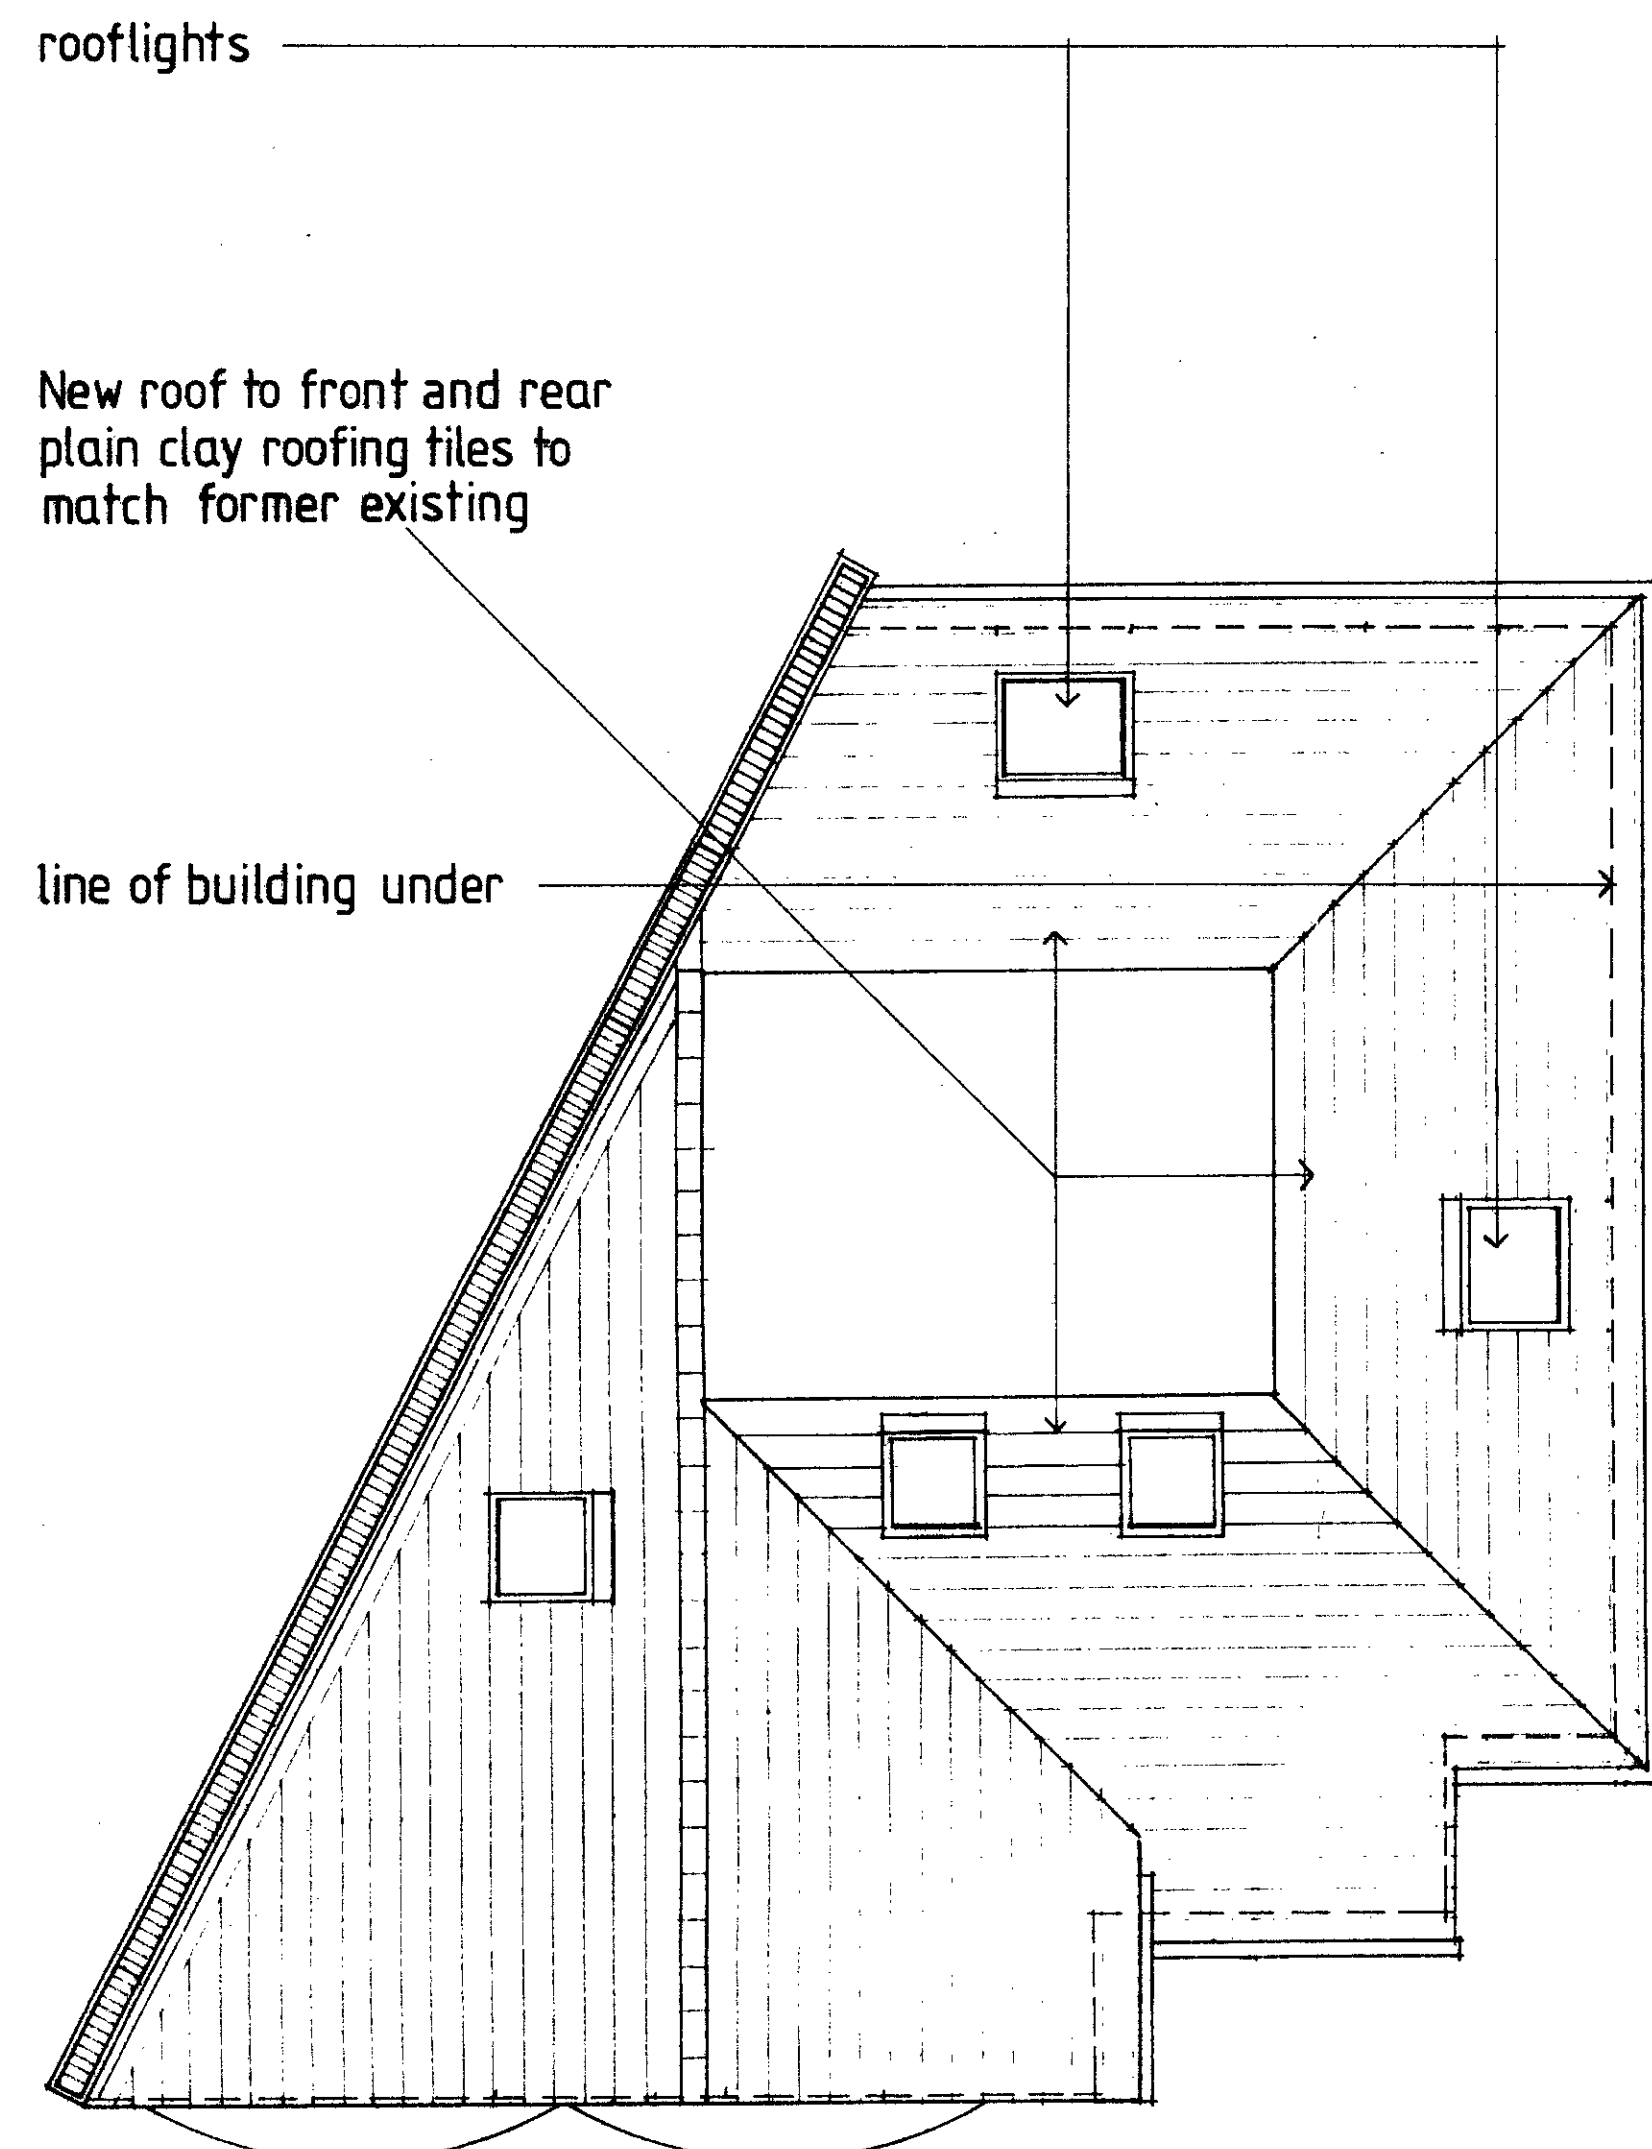 rooflights
New roof to front and rear
plain clay roofing tiles to
match former existing
line of building under